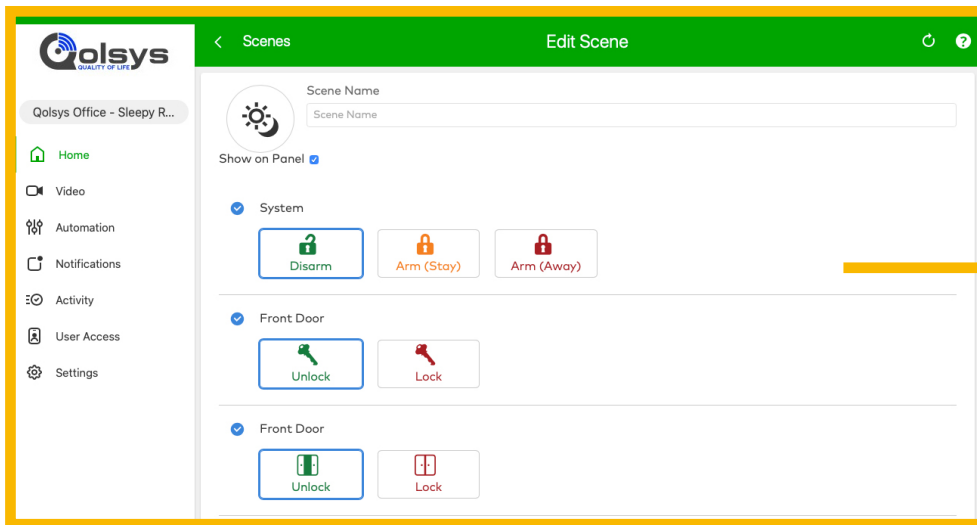 Qolsys
QUALITY OF LIFE
Scenes
Edit Scene
?
Qolsys Office - Sleepy R...
Home
Video
Automation
Notifications
Activity
User Access
Settings
Scene Name
Scene Name
Show on Panel
System
Disarm
Arm (Stay)
Arm (Away)
Front Door
Unlock
Lock
Front Door
Unlock
Lock